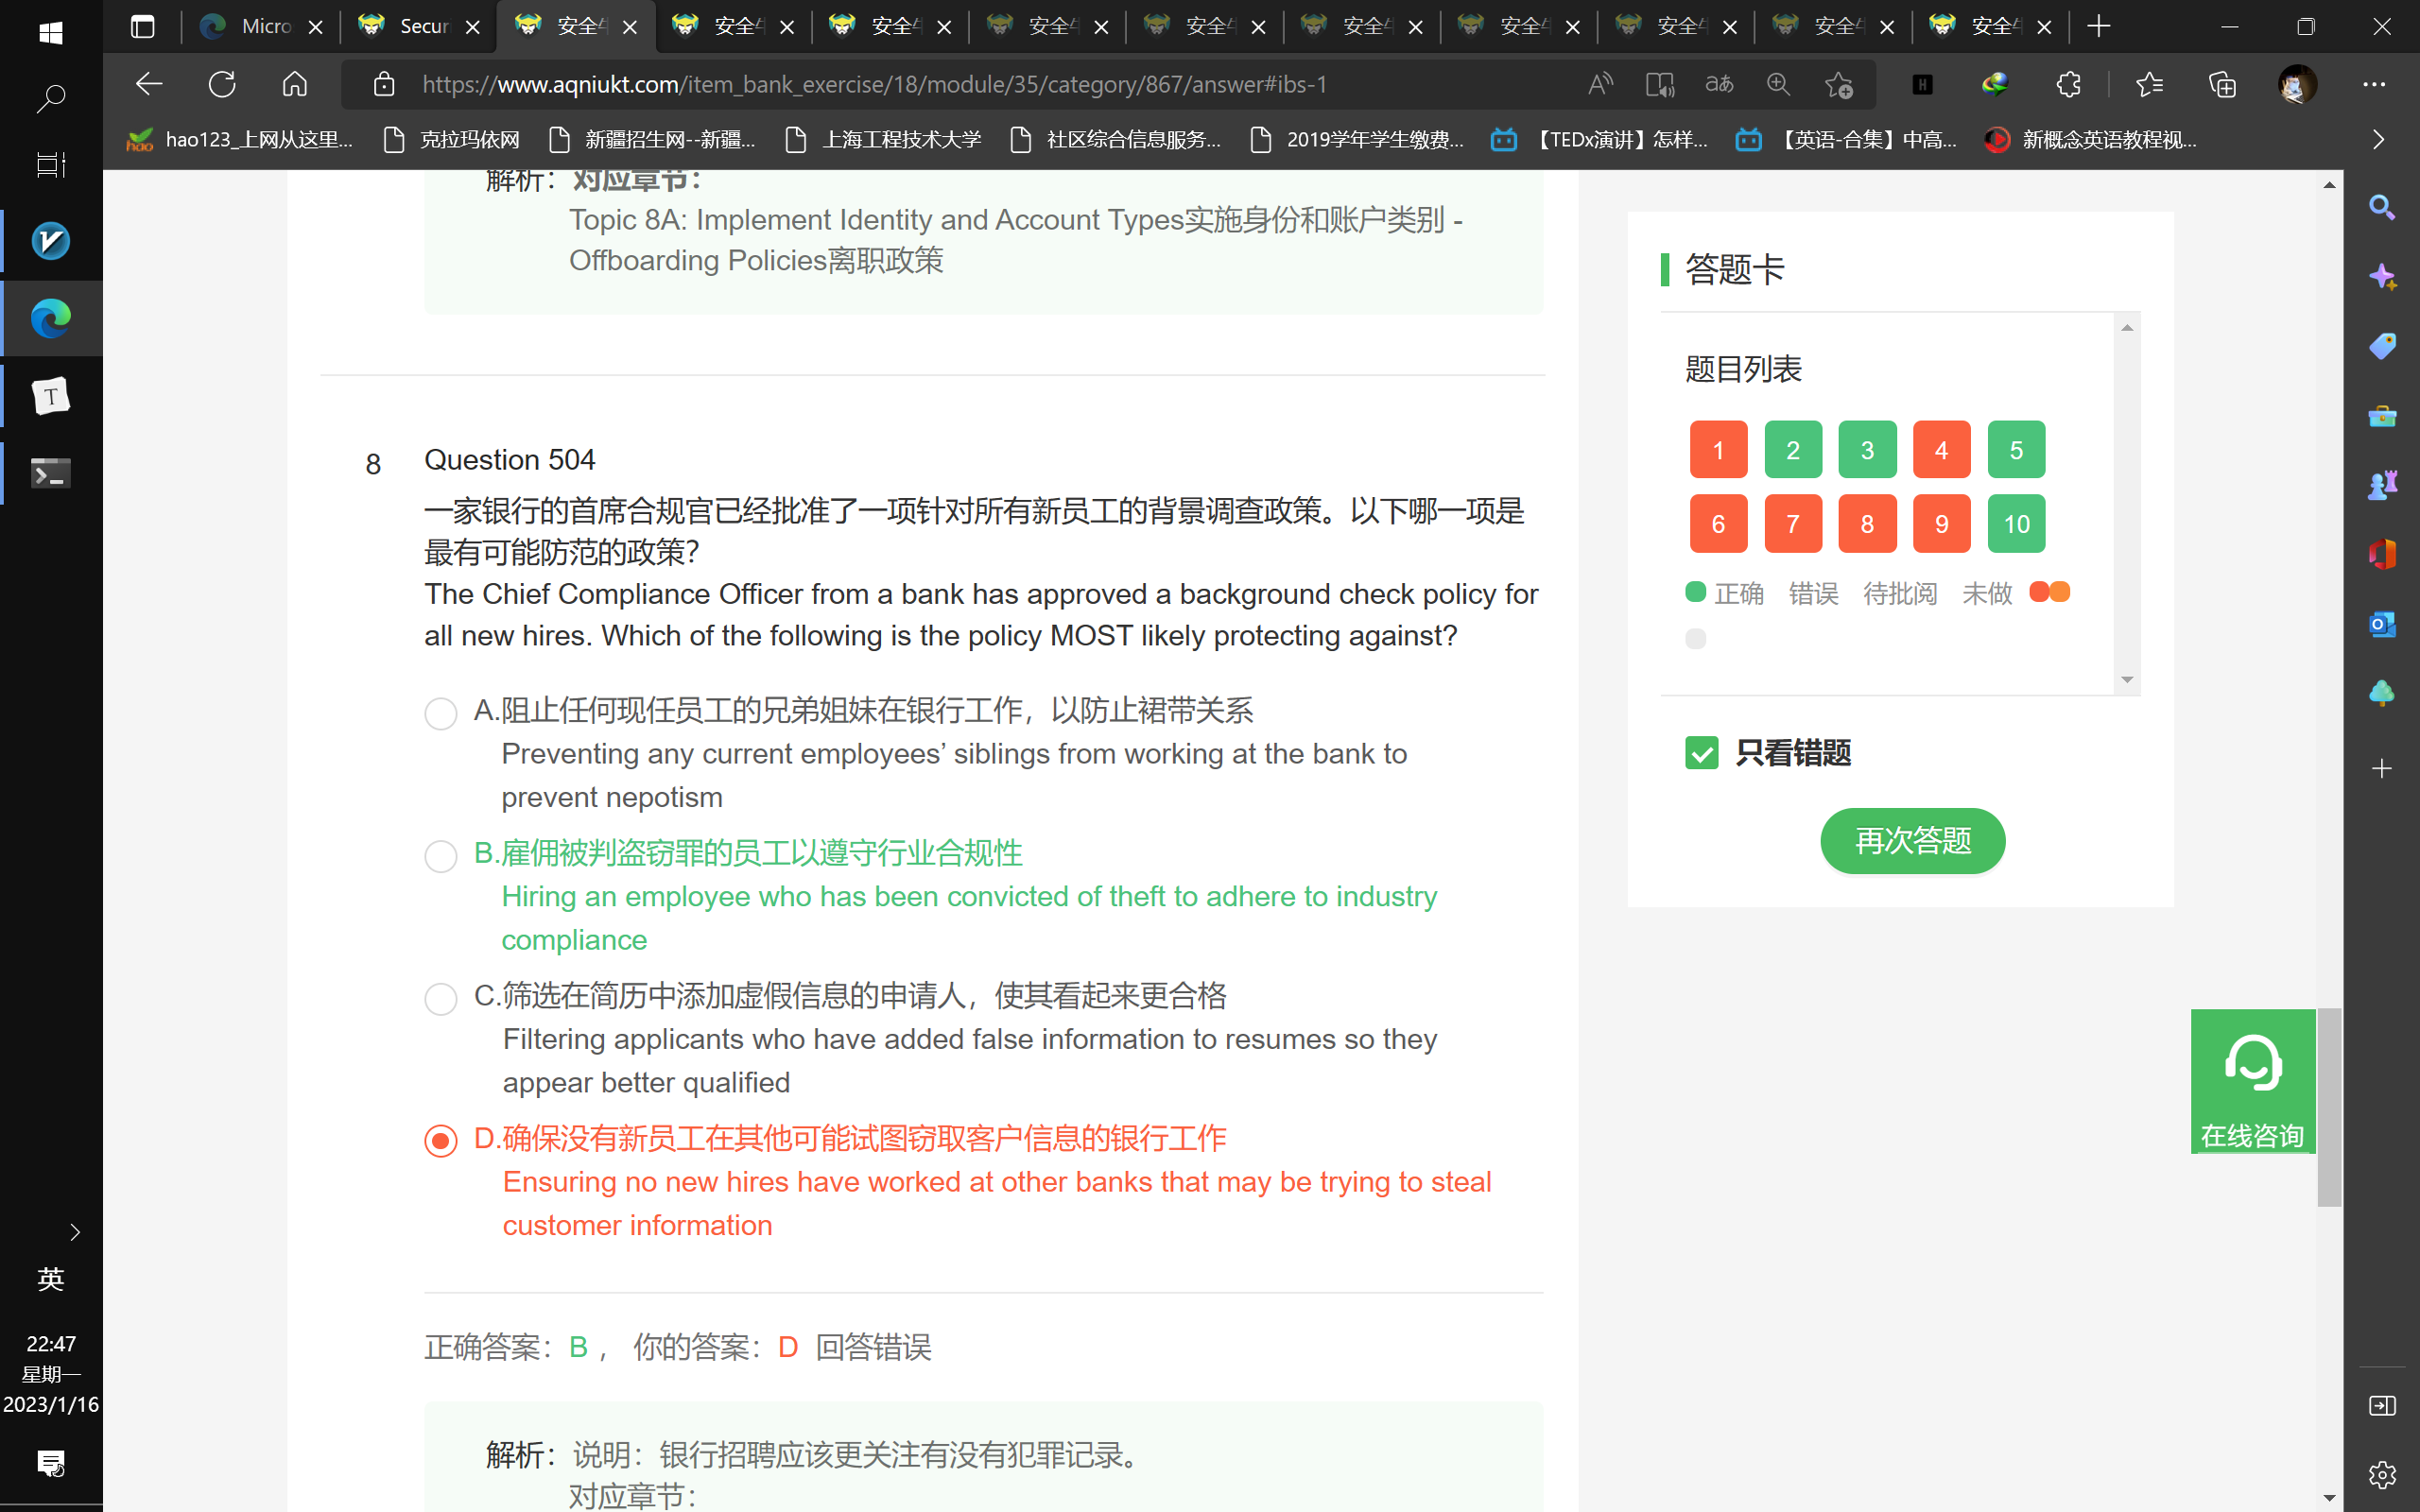 Micro
Secur
安全
安全
安全
安全
安全
安全
安全
安全
安全
安全
https://www.aqniukt.com/item_bank_exercise/18/module/35/category/867/answer#ibs-1
hao123_上网从这里...
克拉玛依网
新疆招生网--新疆...
上海工程技术大学
社区综合信息服务...
2019学年学生缴费...
【TEDx演讲】怎样...
【英语-合集】中高...
新概念英语教程视...
解析：对应章节：
Topic 8A: Implement Identity and Account Types实施身份和账户类别 -
Offboarding Policies离职政策
8
Question 504
一家银行的首席合规官已经批准了一项针对所有新员工的背景调查政策。以下哪一项是
最有可能防范的政策？
The Chief Compliance Officer from a bank has approved a background check policy for
all new hires. Which of the following is the policy MOST likely protecting against?
A.阻止任何现任员工的兄弟姐妹在银行工作，以防止裙带关系
Preventing any current employees’ siblings from working at the bank to
prevent nepotism
B.雇佣被判盗窃罪的员工以遵守行业合规性
Hiring an employee who has been convicted of theft to adhere to industry
compliance
C.筛选在简历中添加虚假信息的申请人，使其看起来更合格
Filtering applicants who have added false information to resumes so they
appear better qualified
D.确保没有新员工在其他可能试图窃取客户信息的银行工作
Ensuring no new hires have worked at other banks that may be trying to steal
customer information
正确答案：B ， 你的答案：D 回答错误
解析：说明：银行招聘应该更关注有没有犯罪记录。
对应章节：
答题卡
题目列表
1 2 3 4 5
6 7 8 9 10
正确 错误 待批阅 未做
只看错题
再次答题
在线咨询
英
22:47
星期一
2023/1/16